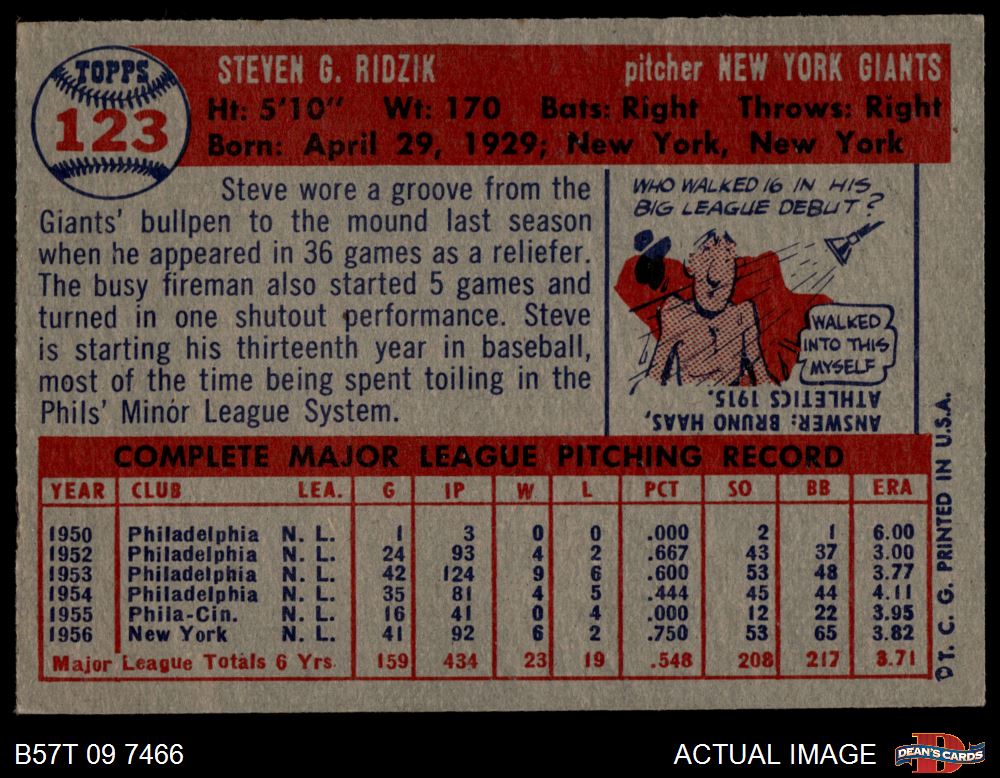 TOPPS
123
STEVEN G. RIDZIK pitcher NEW YORK GIANTS
Ht: 5'10" Wt: 170 Bats: Right Throws: Right
Born: April 29, 1929; New York, New York
Steve wore a groove from the
Giants' bullpen to the mound last season
when he appeared in 36 games as a reliefer.
The busy fireman also started 5 games and
turned in one shutout performance. Steve
is starting his thirteenth year in baseball,
most of the time being spent toiling in the
Phils' Minor League System.
WHO WALKED 16 IN HIS
BIG LEAGUE DEBUT?
I WALKED
INTO THIS
MYSELF
ANSWER: BRUNO HAAS,
ATHLETICS 1915.
COMPLETE MAJOR LEAGUE PITCHING RECORD
YEAR CLUB LEA. G IP W L PCT SO BB ERA
1950 Philadelphia N. L. 1 3 0 0 .000 2 1 6.00
1952 Philadelphia N. L. 24 93 4 2 .667 43 37 3.00
1953 Philadelphia N. L. 42 124 9 6 .600 53 48 3.77
1954 Philadelphia N. L. 35 81 4 5 .444 45 44 4.11
1955 Phila-Cin. N. L. 16 41 0 4 .000 12 22 3.95
1956 New York N. L. 41 92 6 2 .750 53 65 3.82
Major League Totals 6 Yrs. 159 434 23 19 .548 208 217 3.71
©T. C. G. PRINTED IN U.S.A.
B57T 09 7466 ACTUAL IMAGE
DEAN'S CARDS